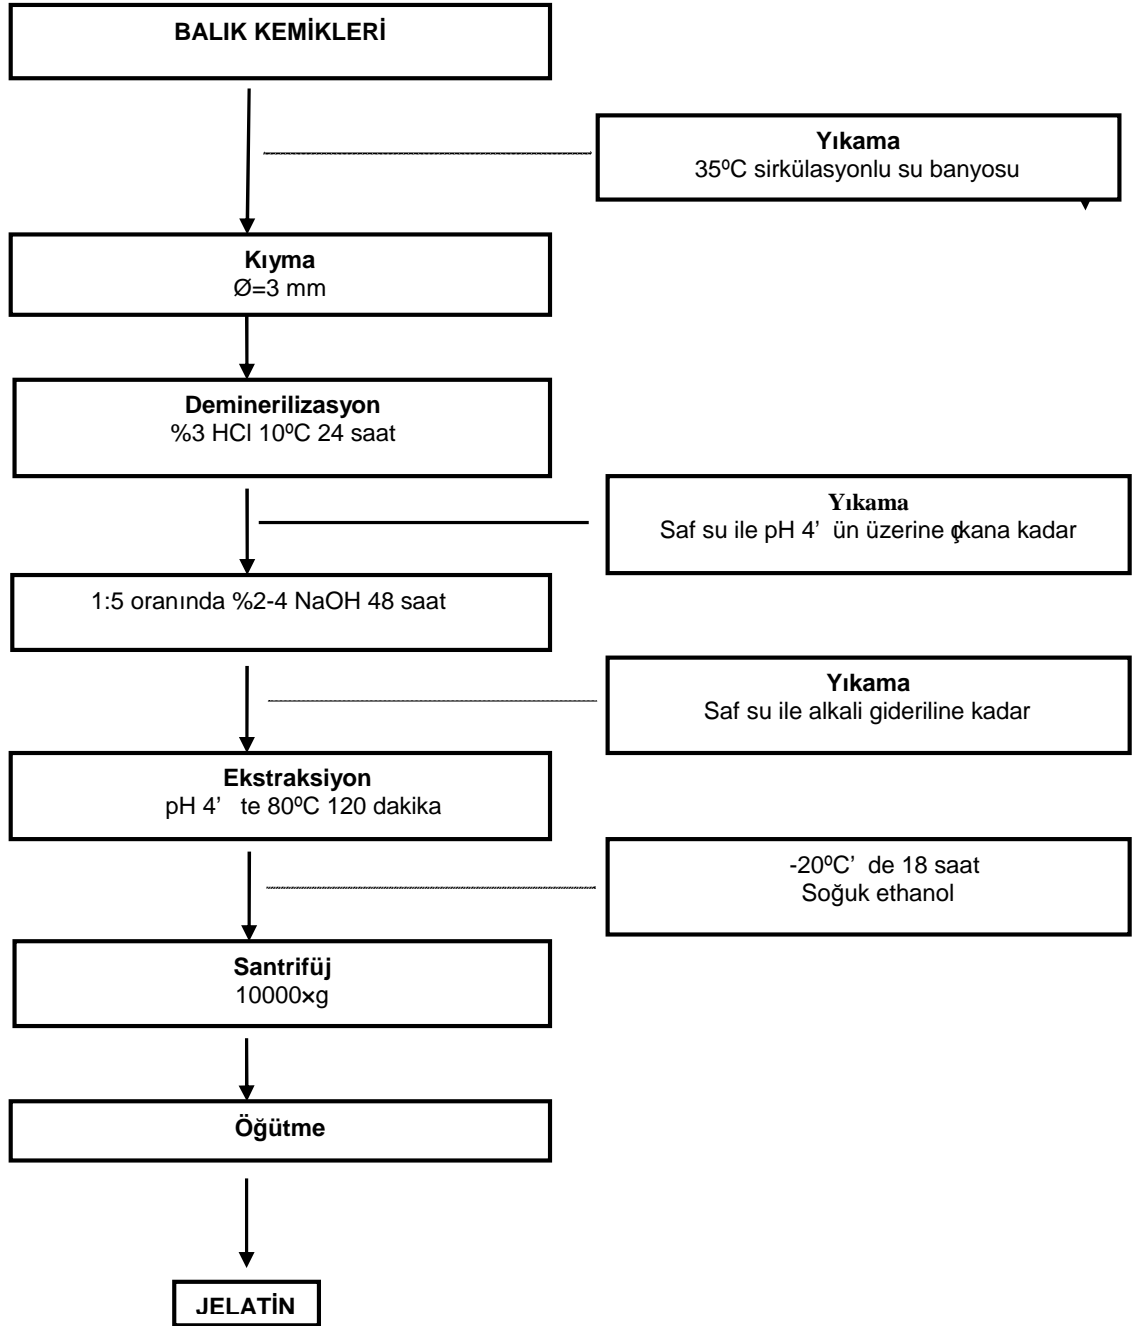 BALIK KEMİKLERİ
Yıkama
35ºC sirkülasyonlu su banyosu
Kıyma
Ø=3 mm
Deminerilizasyon
%3 HCl 10ºC 24 saat
Yıkama
Saf su ile pH 4' ün üzerine çıkana kadar
1:5 oranında %2-4 NaOH 48 saat
Yıkama
Saf su ile alkali gideriline kadar
Ekstraksiyon
pH 4' te 80ºC 120 dakika
-20ºC' de 18 saat
Soğuk ethanol
Santrifüj
10000×g
Öğütme
JELATİN